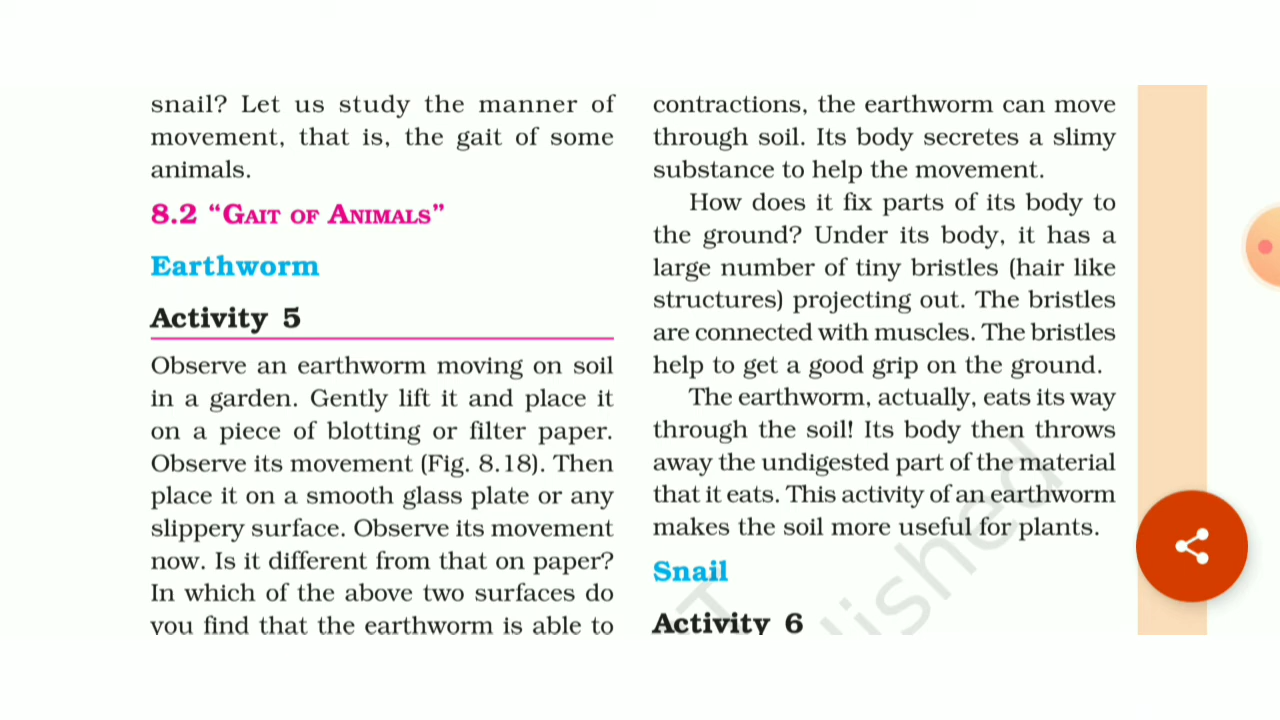 snail? Let us study the manner of
movement, that is, the gait of some
animals.
8.2 “GAIT OF ANIMALS”
Earthworm
Activity 5
Observe an earthworm moving on soil
in a garden. Gently lift it and place it
on a piece of blotting or filter paper.
Observe its movement (Fig. 8.18). Then
place it on a smooth glass plate or any
slippery surface. Observe its movement
now. Is it different from that on paper?
In which of the above two surfaces do
you find that the earthworm is able to
contractions, the earthworm can move
through soil. Its body secretes a slimy
substance to help the movement.
How does it fix parts of its body to
the ground? Under its body, it has a
large number of tiny bristles (hair like
structures) projecting out. The bristles
are connected with muscles. The bristles
help to get a good grip on the ground.
The earthworm, actually, eats its way
through the soil! Its body then throws
away the undigested part of the material
that it eats. This activity of an earthworm
makes the soil more useful for plants.
Snail
Activity 6